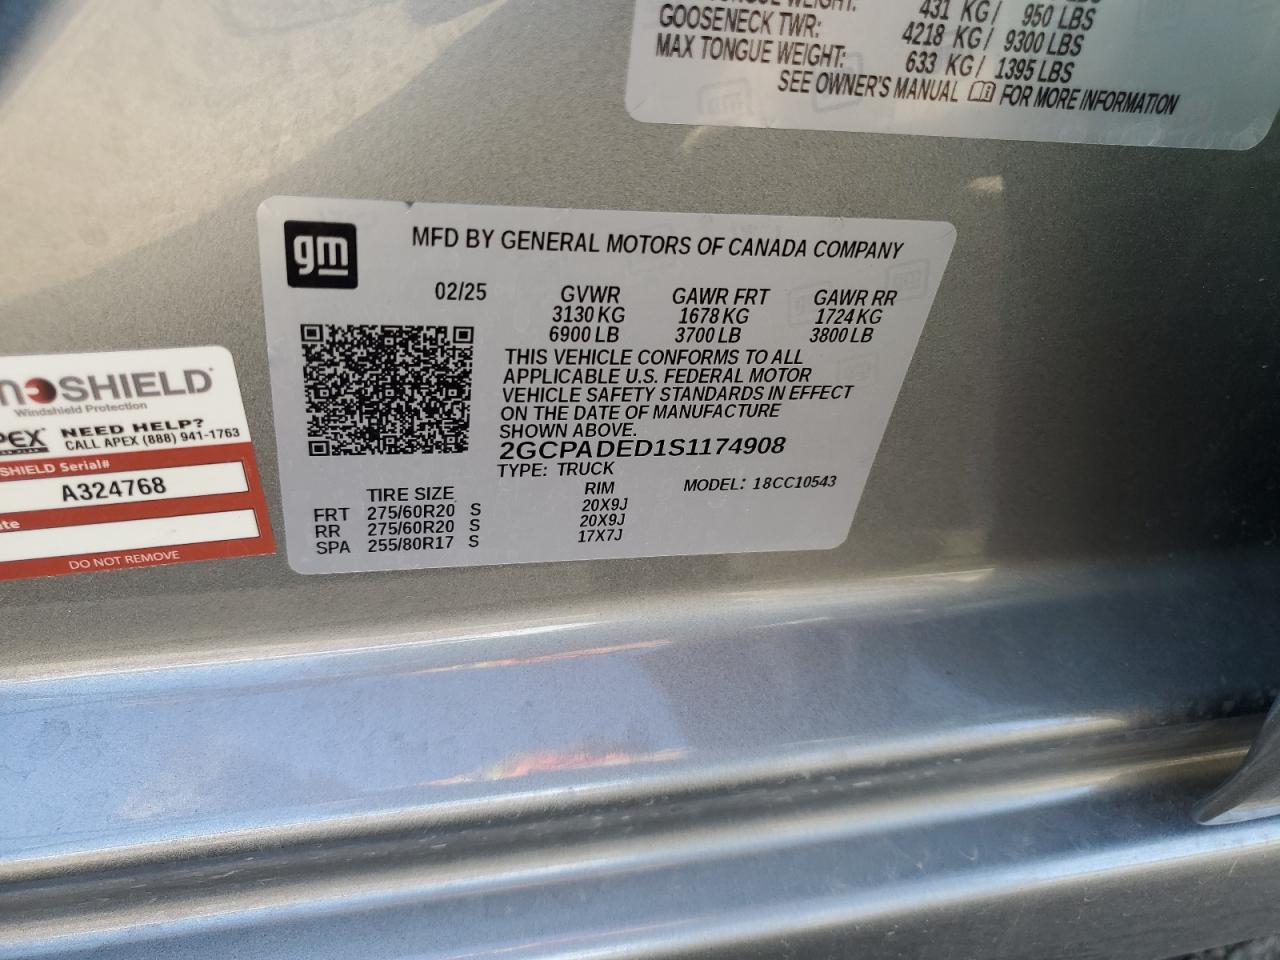 431 KG/ 950 LBS
GOOSENECK TWR: 4218 KG/ 9300 LBS
MAX TONGUE WEIGHT: 633 KG/ 1395 LBS
SEE OWNER'S MANUAL FOR MORE INFORMATION
gm
MFD BY GENERAL MOTORS OF CANADA COMPANY
02/25 GVWR GAWR FRT GAWR RR
3130 KG 1678 KG 1724 KG
6900 LB 3700 LB 3800 LB
THIS VEHICLE CONFORMS TO ALL
APPLICABLE U.S. FEDERAL MOTOR
VEHICLE SAFETY STANDARDS IN EFFECT
ON THE DATE OF MANUFACTURE
SHOWN ABOVE.
2GCPADED1S1174908
TYPE: TRUCK MODEL: 18CC10543
TIRE SIZE RIM
FRT 275/60R20 S 20X9J
RR 275/60R20 S 20X9J
SPA 255/80R17 S 17X7J
SHIELD
Windshield Protection
NEED HELP?
CALL APEX (888) 941-1763
SHIELD Serial#
A324768
DO NOT REMOVE